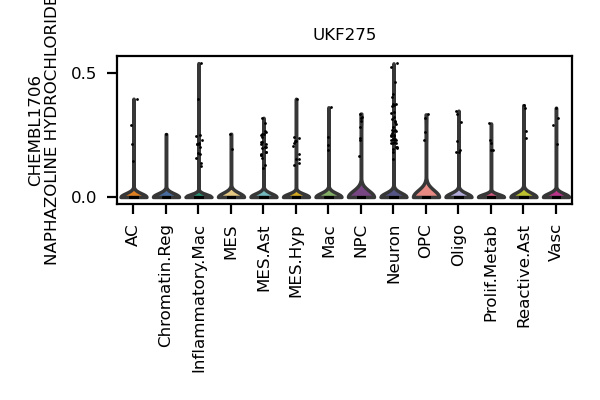 UKF275
CHEMBL1706
NAPHAZOLINE HYDROCHLORIDE
0.5
0.0
AC
Chromatin.Reg
Inflammatory.Mac
MES
MES.Ast
MES.Hyp
Mac
NPC
Neuron
OPC
Oligo
Prolif.Metab
Reactive.Ast
Vasc